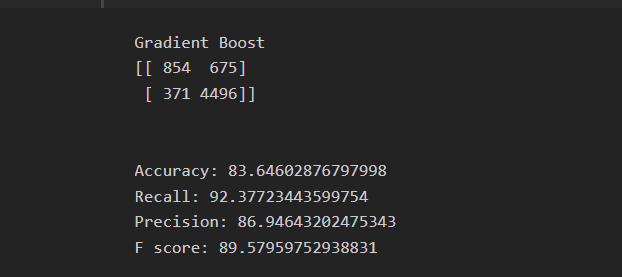 Gradient Boost
[[ 854  675]
 [ 371 4496]]
Accuracy: 83.64602876797998
Recall: 92.37723443599754
Precision: 86.94643202475343
F score: 89.57959752938831